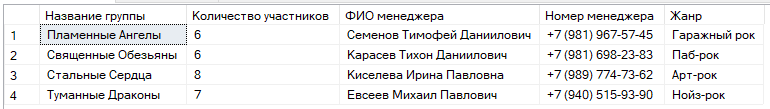 Название группы Количество участников ФИО менеджера Номер менеджера Жанр
1 Пламенные Ангелы 6 Семенов Тимофей Даниилович +7 (981) 967-57-45 Гаражный рок
2 Священные Обезьяны 6 Карасев Тихон Даниилович +7 (981) 698-23-83 Паб-рок
3 Стальные Сердца 8 Киселева Ирина Павловна +7 (989) 774-73-62 Арт-рок
4 Туманные Драконы 7 Евсеев Михаил Павлович +7 (940) 515-93-90 Нойз-рок